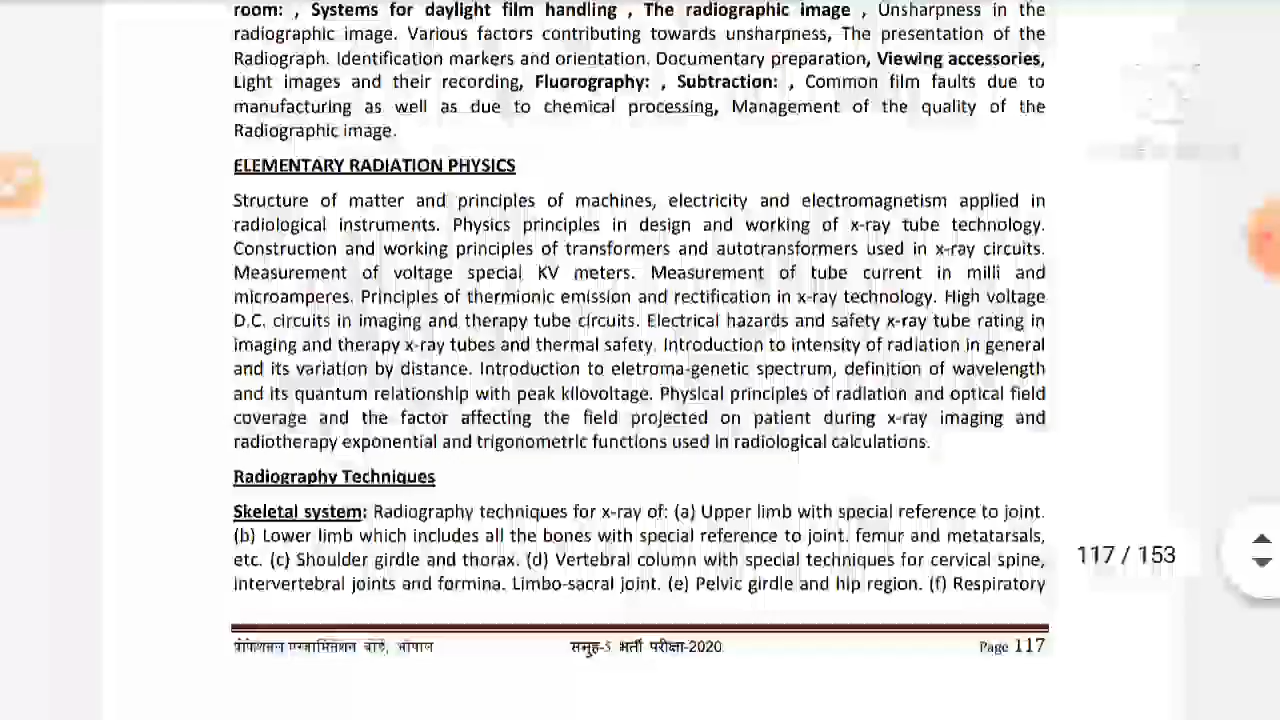 room: , Systems for daylight film handling , The radiographic image , Unsharpness in the
radiographic image. Various factors contributing towards unsharpness, The presentation of the
Radiograph. Identification markers and orientation. Documentary preparation, Viewing accessories,
Light images and their recording, Fluorography: , Subtraction: , Common film faults due to
manufacturing as well as due to chemical processing, Management of the quality of the
Radiographic image.
ELEMENTARY RADIATION PHYSICS
Structure of matter and principles of machines, electricity and electromagnetism applied in
radiological instruments. Physics principles in design and working of x-ray tube technology.
Construction and working principles of transformers and autotransformers used in x-ray circuits.
Measurement of voltage special KV meters. Measurement of tube current in milli and
microamperes. Principles of thermionic emission and rectification in x-ray technology. High voltage
D.C. circuits in imaging and therapy tube circuits. Electrical hazards and safety x-ray tube rating in
imaging and therapy x-ray tubes and thermal safety. Introduction to intensity of radiation in general
and its variation by distance. Introduction to eletroma-genetic spectrum, definition of wavelength
and its quantum relationship with peak kilovoltage. Physical principles of radiation and optical field
coverage and the factor affecting the field projected on patient during x-ray imaging and
radiotherapy exponential and trigonometric functions used in radiological calculations.
Radiography Techniques
Skeletal system: Radiography techniques for x-ray of: (a) Upper limb with special reference to joint.
(b) Lower limb which includes all the bones with special reference to joint. femur and metatarsals,
etc. (c) Shoulder girdle and thorax. (d) Vertebral column with special techniques for cervical spine,
intervertebral joints and formina. Limbo-sacral joint. (e) Pelvic girdle and hip region. (f) Respiratory
117 / 153
समूह-5 भर्ती परीक्षा-2020 Page 117